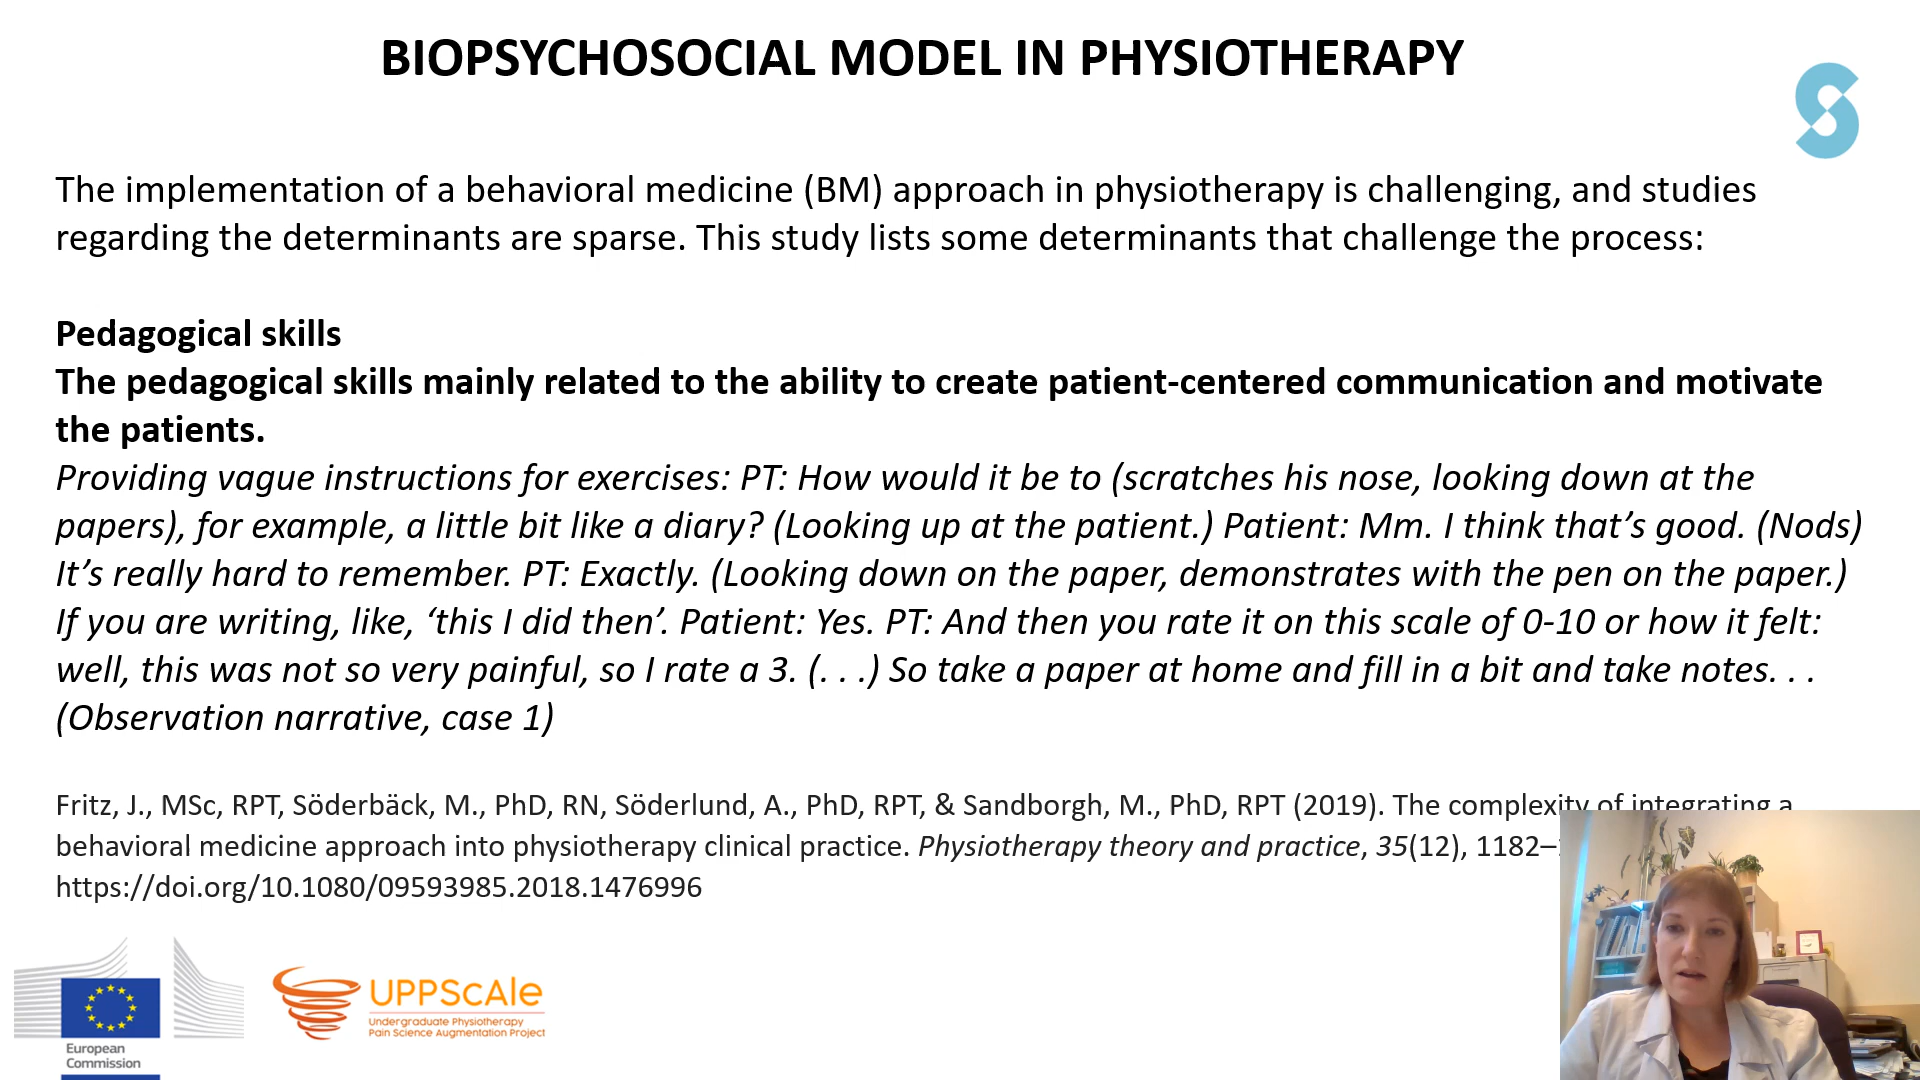 BIOPSYCHOSOCIAL MODEL IN PHYSIOTHERAPY
The implementation of a behavioral medicine (BM) approach in physiotherapy is challenging, and studies
regarding the determinants are sparse. This study lists some determinants that challenge the process:
Pedagogical skills
The pedagogical skills mainly related to the ability to create patient-centered communication and motivate
the patients.
Providing vague instructions for exercises: PT: How would it be to (scratches his nose, looking down at the
papers), for example, a little bit like a diary? (Looking up at the patient.) Patient: Mm. I think that’s good. (Nods)
It’s really hard to remember. PT: Exactly. (Looking down on the paper, demonstrates with the pen on the paper.)
If you are writing, like, ‘this I did then’. Patient: Yes. PT: And then you rate it on this scale of 0-10 or how it felt:
well, this was not so very painful, so I rate a 3. (. . .) So take a paper at home and fill in a bit and take notes. . .
(Observation narrative, case 1)
Fritz, J., MSc, RPT, Söderbäck, M., PhD, RN, Söderlund, A., PhD, RPT, & Sandborgh, M., PhD, RPT (2019). The complexity of integrating a
behavioral medicine approach into physiotherapy clinical practice. Physiotherapy theory and practice, 35(12), 1182–
https://doi.org/10.1080/09593985.2018.1476996
European
Commission
UPPScAle
Undergraduate Physiotherapy
Pain Science Augmentation Project